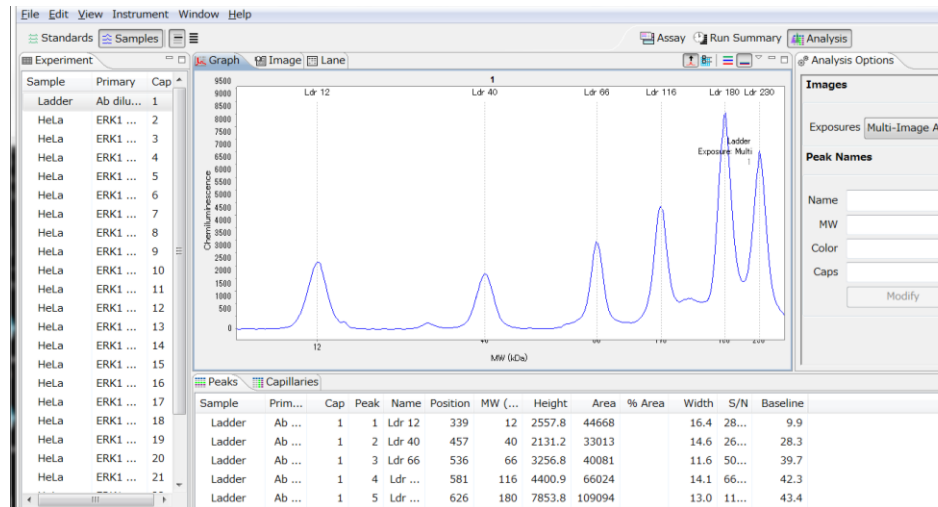 File Edit View Instrument Window Help
Standards Samples Assay Run Summary Analysis
Experiment
Sample Primary Cap
Ladder Ab dilu... 1
HeLa ERK1 ... 2
HeLa ERK1 ... 3
HeLa ERK1 ... 4
HeLa ERK1 ... 5
HeLa ERK1 ... 6
HeLa ERK1 ... 7
HeLa ERK1 ... 8
HeLa ERK1 ... 9
HeLa ERK1 ... 10
HeLa ERK1 ... 11
HeLa ERK1 ... 12
HeLa ERK1 ... 13
HeLa ERK1 ... 14
HeLa ERK1 ... 15
HeLa ERK1 ... 16
HeLa ERK1 ... 17
HeLa ERK1 ... 18
HeLa ERK1 ... 19
HeLa ERK1 ... 20
HeLa ERK1 ... 21
Graph Image Lane
1
Ldr 12 Ldr 40 Ldr 66 Ldr 116 Ldr 180 Ldr 230
Ladder
Exposure: Multi
1
Chemiluminescence
9500
9000
8500
8000
7500
7000
6500
6000
5500
5000
4500
4000
3500
3000
2500
2000
1500
1000
500
0
12 40 66 116 180 230
MW (kDa)
Analysis Options
Images
Exposures Multi-Image A
Peak Names
Name
MW
Color
Caps
Modify
Peaks Capillaries
Sample Prim... Cap Peak Name Position MW (... Height Area % Area Width S/N Baseline
Ladder Ab ... 1 1 Ldr 12 339 12 2557.8 44668 16.4 28... 9.9
Ladder Ab ... 1 2 Ldr 40 457 40 2131.2 33013 14.6 26... 28.3
Ladder Ab ... 1 3 Ldr 66 536 66 3256.8 40081 11.6 50... 39.7
Ladder Ab ... 1 4 Ldr ... 581 116 4400.9 66024 14.1 66... 42.3
Ladder Ab ... 1 5 Ldr ... 626 180 7853.8 109094 13.0 11... 43.4